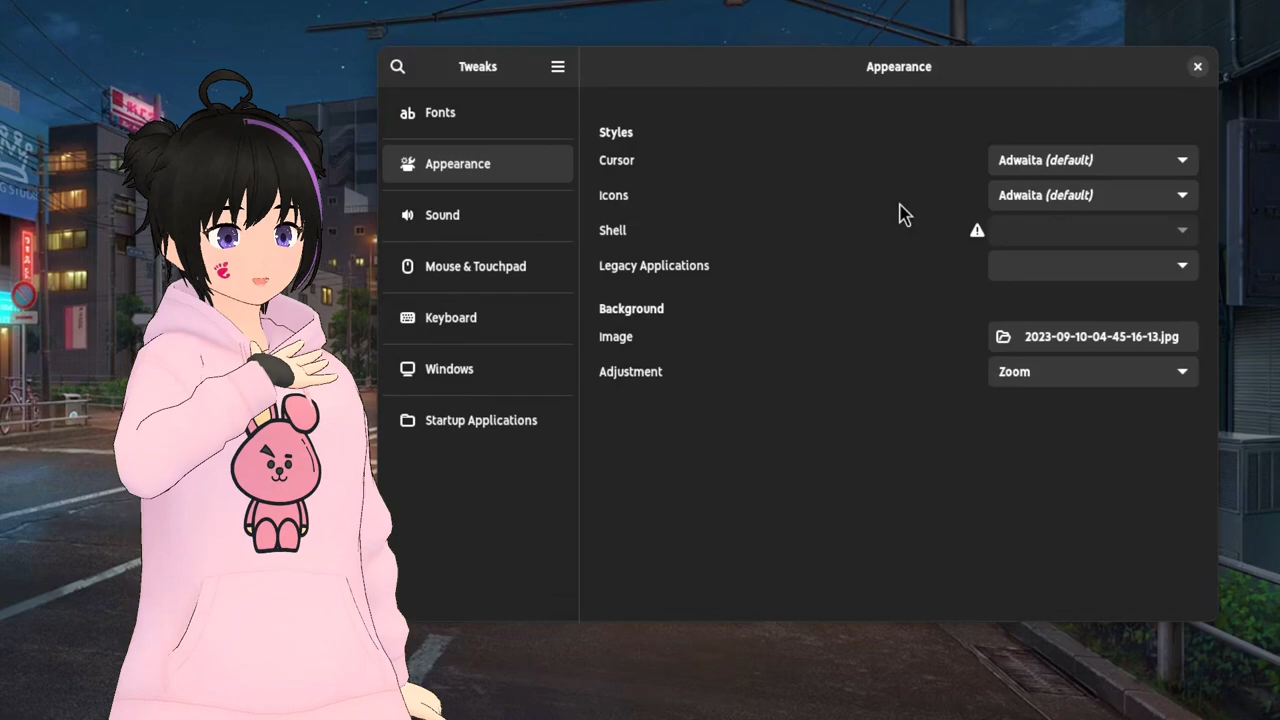 Tweaks
Appearance
Fonts
Appearance
Sound
Mouse & Touchpad
Keyboard
Windows
Startup Applications
Styles
Cursor
Adwaita (default)
Icons
Adwaita (default)
Shell
Legacy Applications
Background
Image
2023-09-10-04-45-16-13.jpg
Adjustment
Zoom